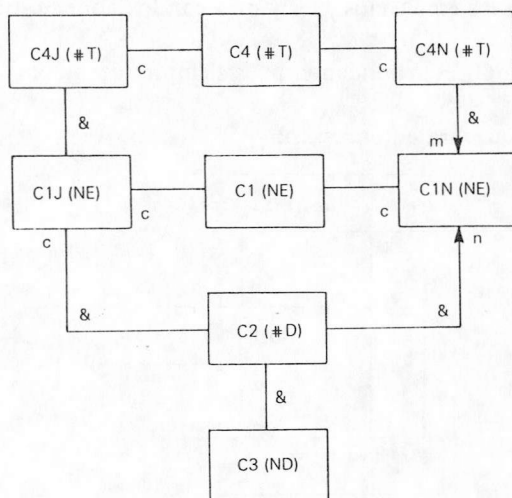 C4J (#T) C4 (#T) C4N (#T)
c c
& &
m
C1J (NE) C1 (NE) C1N (NE)
c c
c n
& &
C2 (#D)
&
C3 (ND)